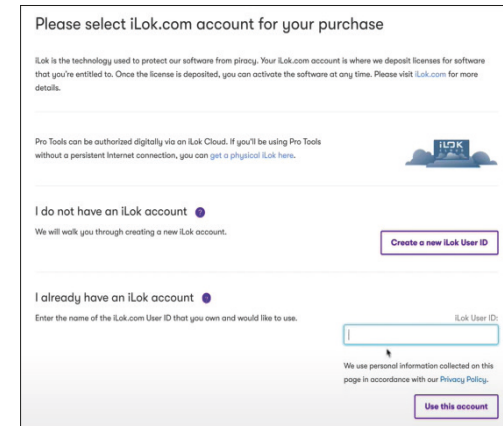 Please select iLok.com account for your purchase
iLok is the technology used to protect our software from piracy. Your iLok.com account is where we deposit licenses for software
that you're entitled to. Once the license is deposited, you can activate the software at any time. Please visit iLok.com for more
details.
Pro Tools can be authorized digitally via an iLok Cloud. If you'll be using Pro Tools
without a persistent Internet connection, you can get a physical iLok here.
iLOK
CLOUD
I do not have an iLok account ?
We will walk you through creating a new iLok account.
Create a new iLok User ID
I already have an iLok account ?
Enter the name of the iLok.com User ID that you own and would like to use.
iLok User ID:
We use personal information collected on this
page in accordance with our Privacy Policy.
Use this account